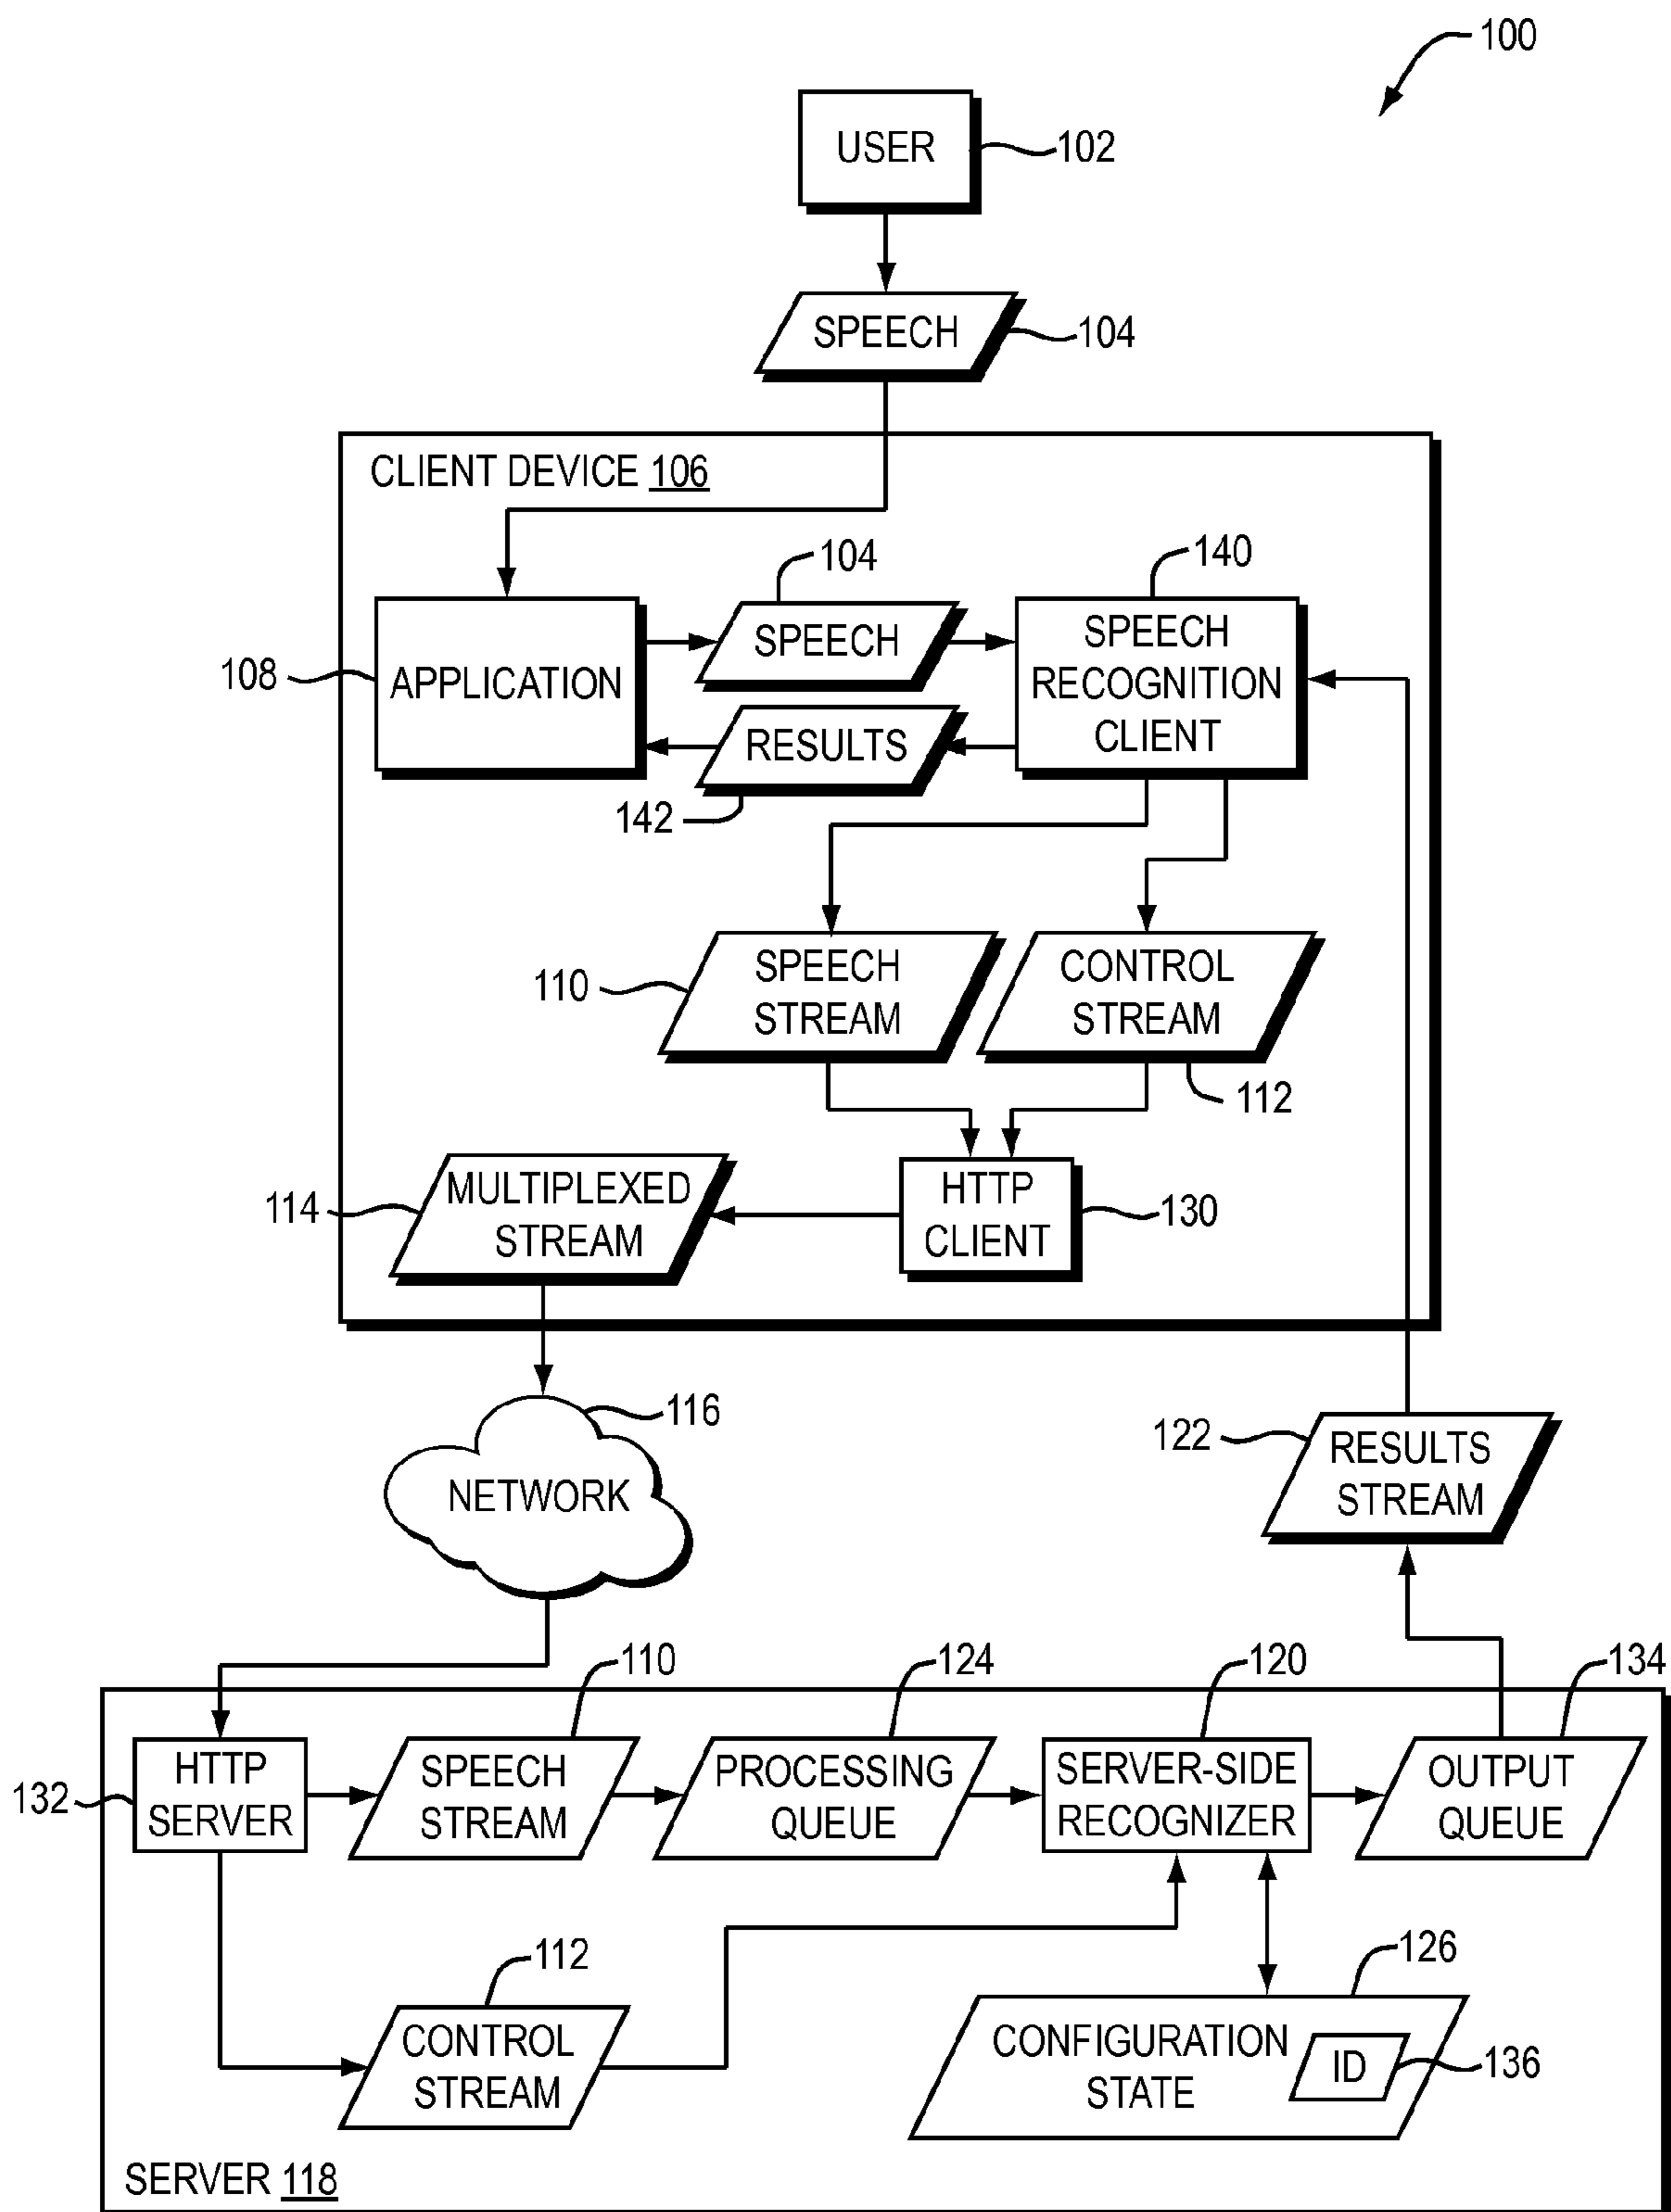 100
USER
102
SPEECH
104
CLIENT DEVICE 106
104
140
108
APPLICATION
SPEECH
SPEECH
RECOGNITION
CLIENT
RESULTS
142
110
SPEECH
STREAM
CONTROL
STREAM
112
114
MULTIPLEXED
STREAM
HTTP
CLIENT
130
116
NETWORK
122
RESULTS
STREAM
110
124
120
134
132
HTTP
SERVER
SPEECH
STREAM
PROCESSING
QUEUE
SERVER-SIDE
RECOGNIZER
OUTPUT
QUEUE
112
CONTROL
STREAM
126
CONFIGURATION
STATE
ID
136
SERVER 118